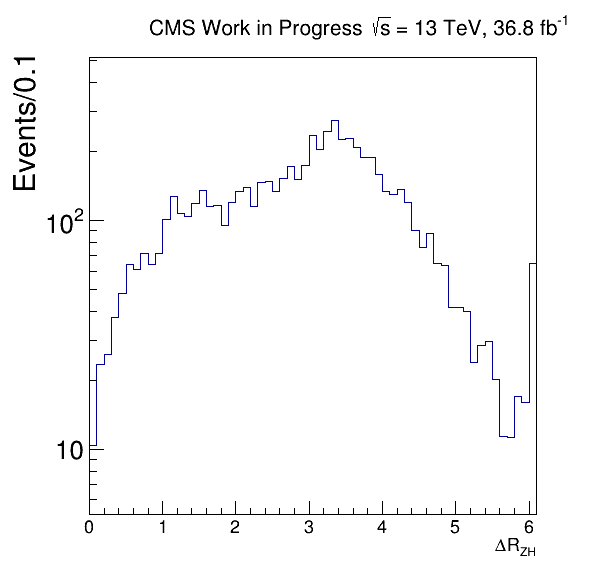 CMS Work in Progress √s = 13 TeV, 36.8 fb⁻¹
Events/0.1
10²
10
0 1 2 3 4 5 6
ΔR_ZH